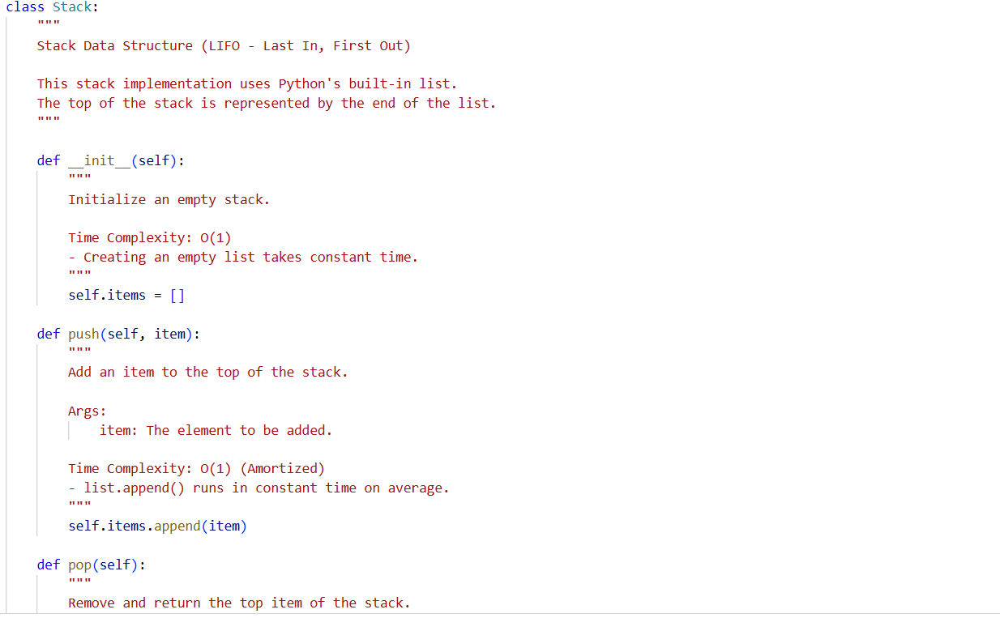 class Stack:
    """
    Stack Data Structure (LIFO - Last In, First Out)

    This stack implementation uses Python's built-in list.
    The top of the stack is represented by the end of the list.
    """

    def __init__(self):
        """
        Initialize an empty stack.

        Time Complexity: O(1)
        - Creating an empty list takes constant time.
        """
        self.items = []

    def push(self, item):
        """
        Add an item to the top of the stack.

        Args:
            item: The element to be added.

        Time Complexity: O(1) (Amortized)
        - list.append() runs in constant time on average.
        """
        self.items.append(item)

    def pop(self):
        """
        Remove and return the top item of the stack.